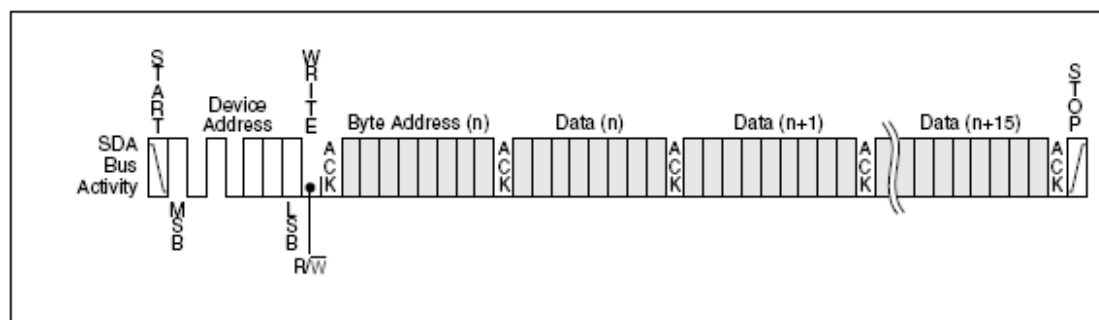 START
WRITE
STOP
Device
Address
Byte Address (n)
Data (n)
Data (n+1)
Data (n+15)
SDA
Bus
Activity
ACK
ACK
ACK
ACK
ACK
MSB
LSB
R/W̅